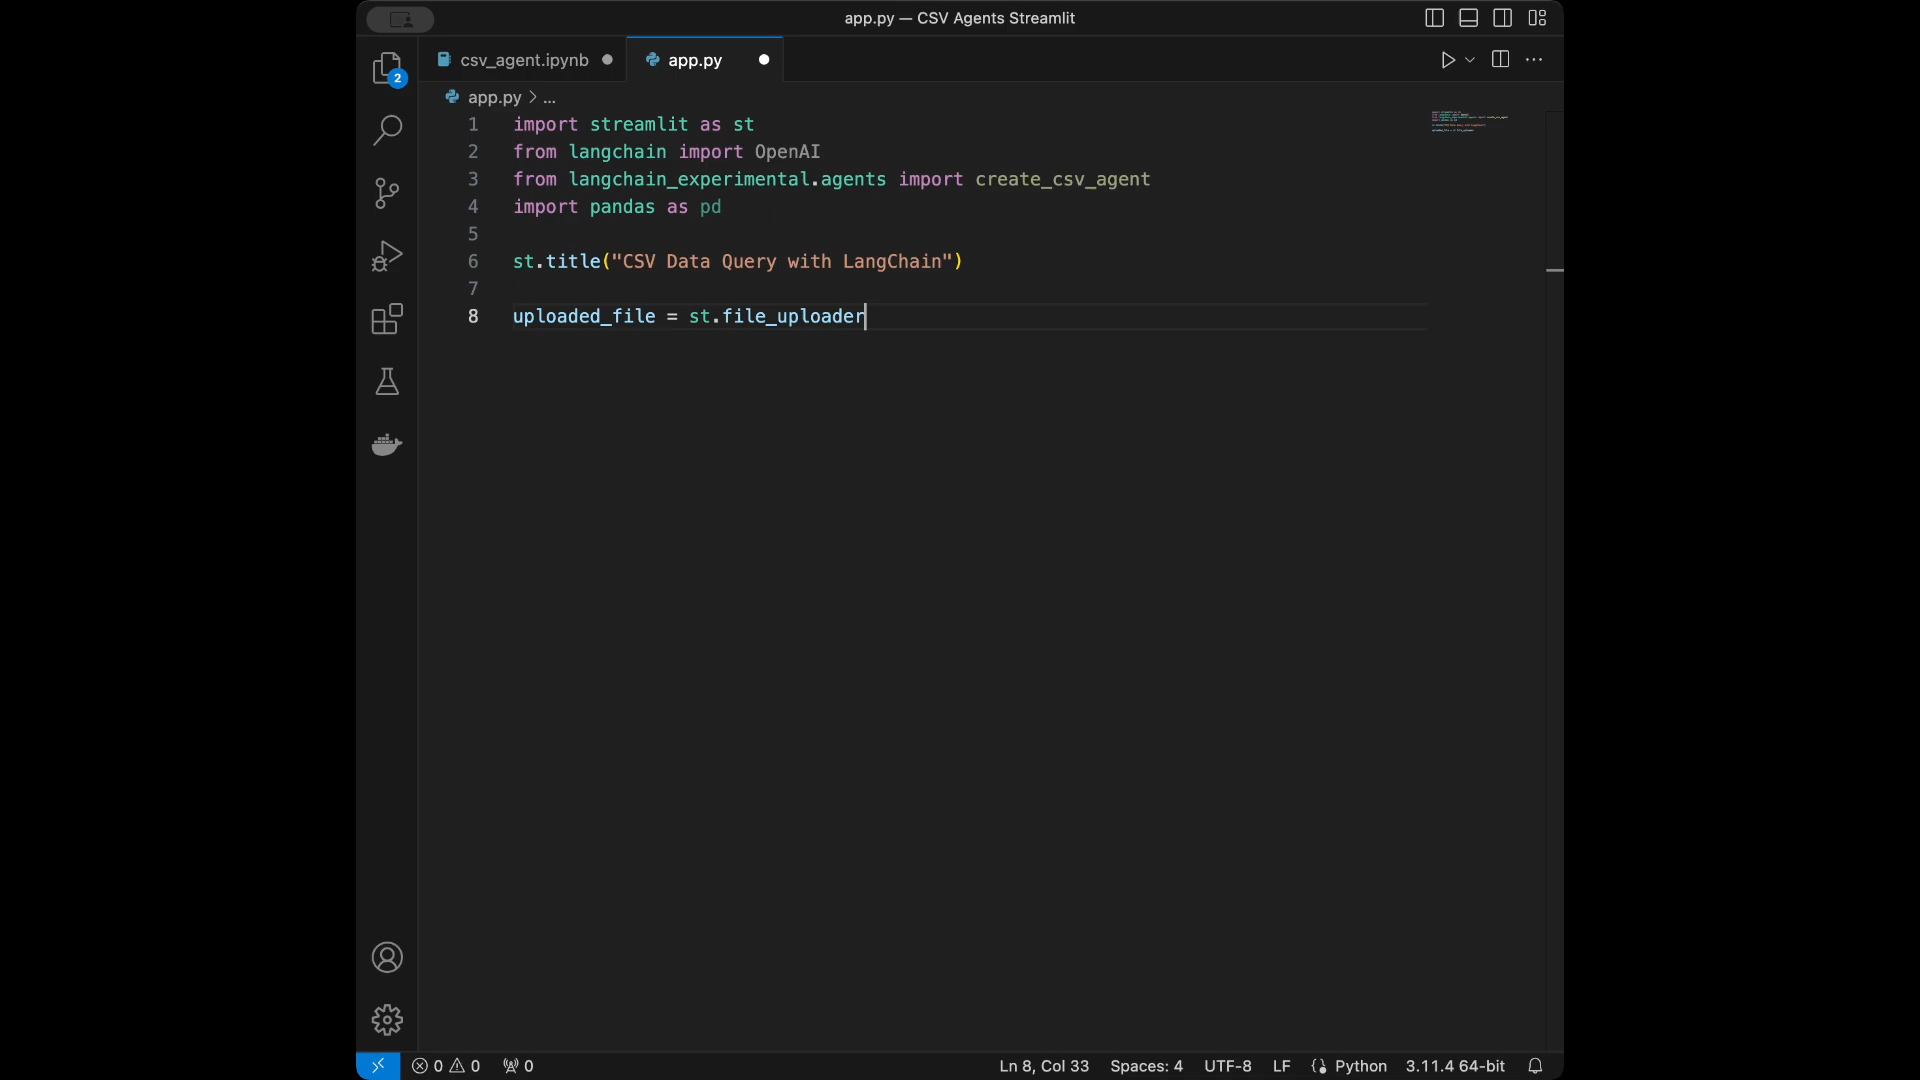 app.py — CSV Agents Streamlit
csv_agent.ipynb
app.py
2
app.py > ...
1 import streamlit as st
2 from langchain import OpenAI
3 from langchain_experimental.agents import create_csv_agent
4 import pandas as pd
5
6 st.title("CSV Data Query with LangChain")
7
8 uploaded_file = st.file_uploader
0 0 0 Ln 8, Col 33 Spaces: 4 UTF-8 LF Python 3.11.4 64-bit